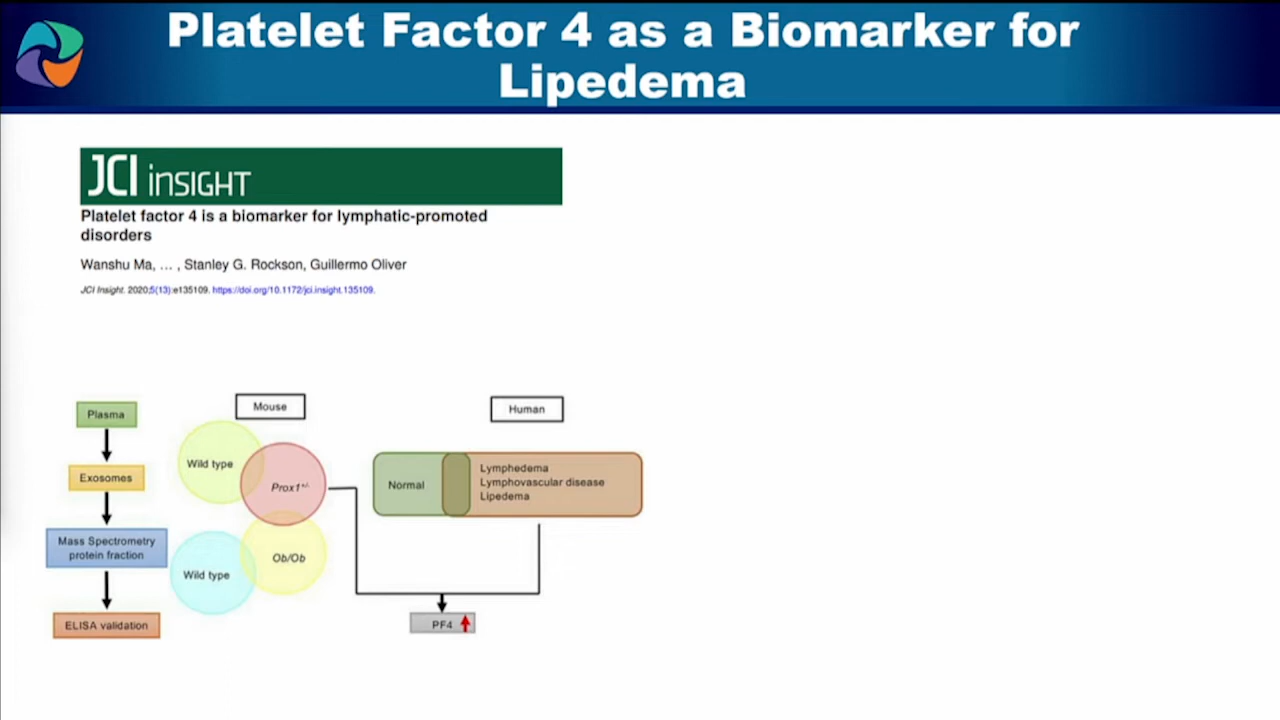 Platelet Factor 4 as a Biomarker for
Lipedema
JCI insight
Platelet factor 4 is a biomarker for lymphatic-promoted
disorders
Wanshu Ma, … , Stanley G. Rockson, Guillermo Oliver
JCI Insight. 2020;5(13):e135109. https://doi.org/10.1172/jci.insight.135109.
Plasma
Exosomes
Mass Spectrometry
protein fraction
ELISA validation
Mouse
Wild type
Prox1+/-
Ob/Ob
Wild type
Human
Normal
Lymphedema
Lymphovascular disease
Lipedema
PF4